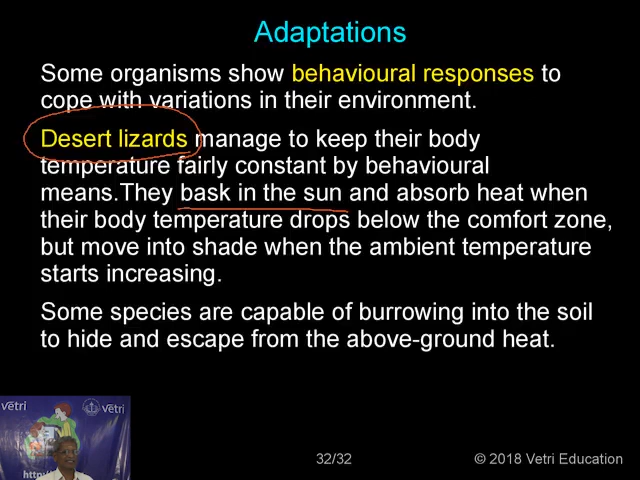 Adaptations
Some organisms show behavioural responses to
cope with variations in their environment.
Desert lizards manage to keep their body
temperature fairly constant by behavioural
means.They bask in the sun and absorb heat when
their body temperature drops below the comfort zone,
but move into shade when the ambient temperature
starts increasing.
Some species are capable of burrowing into the soil
to hide and escape from the above-ground heat.
vetri
vetri
32/32
© 2018 Vetri Education